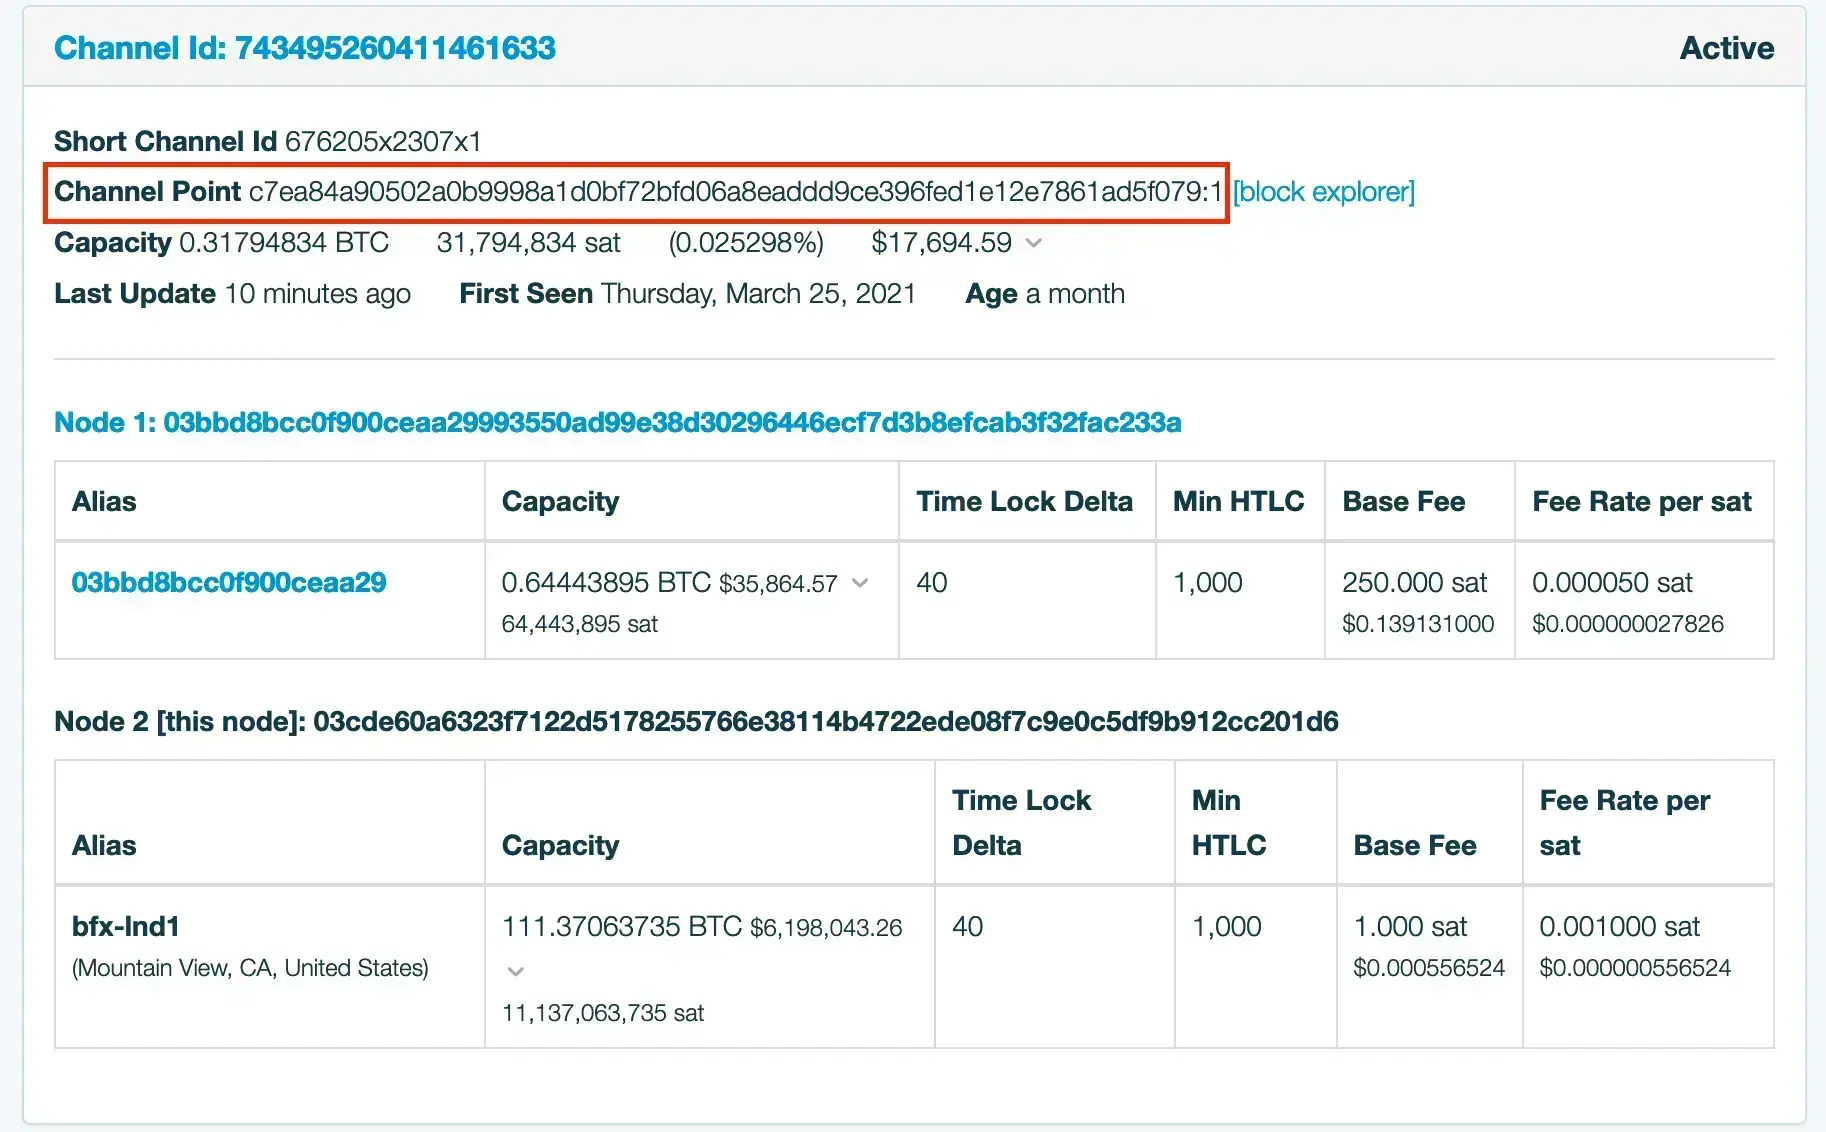 Channel Id: 743495260411461633 Active
Short Channel Id 676205x2307x1
Channel Point c7ea84a90502a0b9998a1d0bf72bfd06a8eaddd9ce396fed1e12e7861ad5f079:1 [block explorer]
Capacity 0.31794834 BTC 31,794,834 sat (0.025298%) $17,694.59
Last Update 10 minutes ago First Seen Thursday, March 25, 2021 Age a month
Node 1: 03bbd8bcc0f900ceaa29993550ad99e38d30296446ecf7d3b8efcab3f32fac233a
Alias Capacity Time Lock Delta Min HTLC Base Fee Fee Rate per sat
03bbd8bcc0f900ceaa29 0.64443895 BTC $35,864.57 40 1,000 250.000 sat 0.000050 sat
64,443,895 sat $0.139131000 $0.000000027826
Node 2 [this node]: 03cde60a6323f7122d5178255766e38114b4722ede08f7c9e0c5df9b912cc201d6
Time Lock Min Fee Rate per
Alias Capacity Delta HTLC Base Fee sat
bfx-lnd1 111.37063735 BTC $6,198,043.26 40 1,000 1.000 sat 0.001000 sat
(Mountain View, CA, United States) $0.000556524 $0.000000556524
11,137,063,735 sat